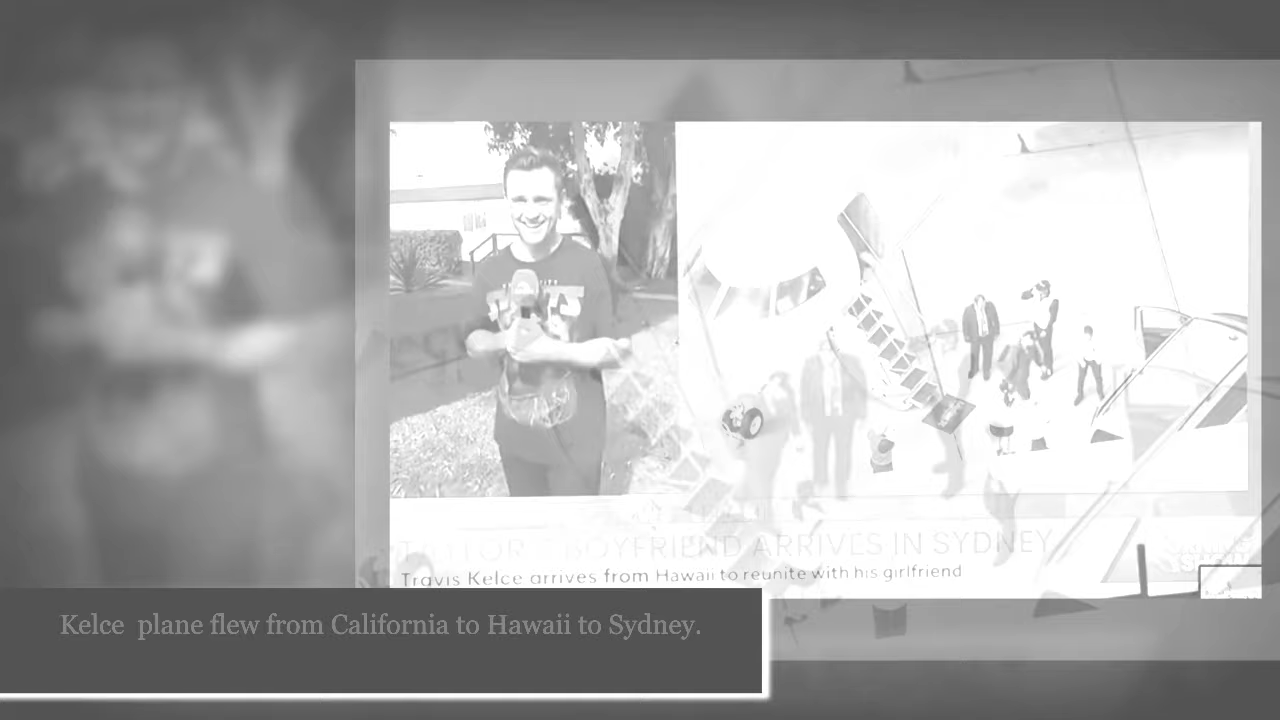 TAYLOR'S BOYFRIEND ARRIVES IN SYDNEY
Travis Kelce arrives from Hawaii to reunite with his girlfriend
Kelce plane flew from California to Hawaii to Sydney.